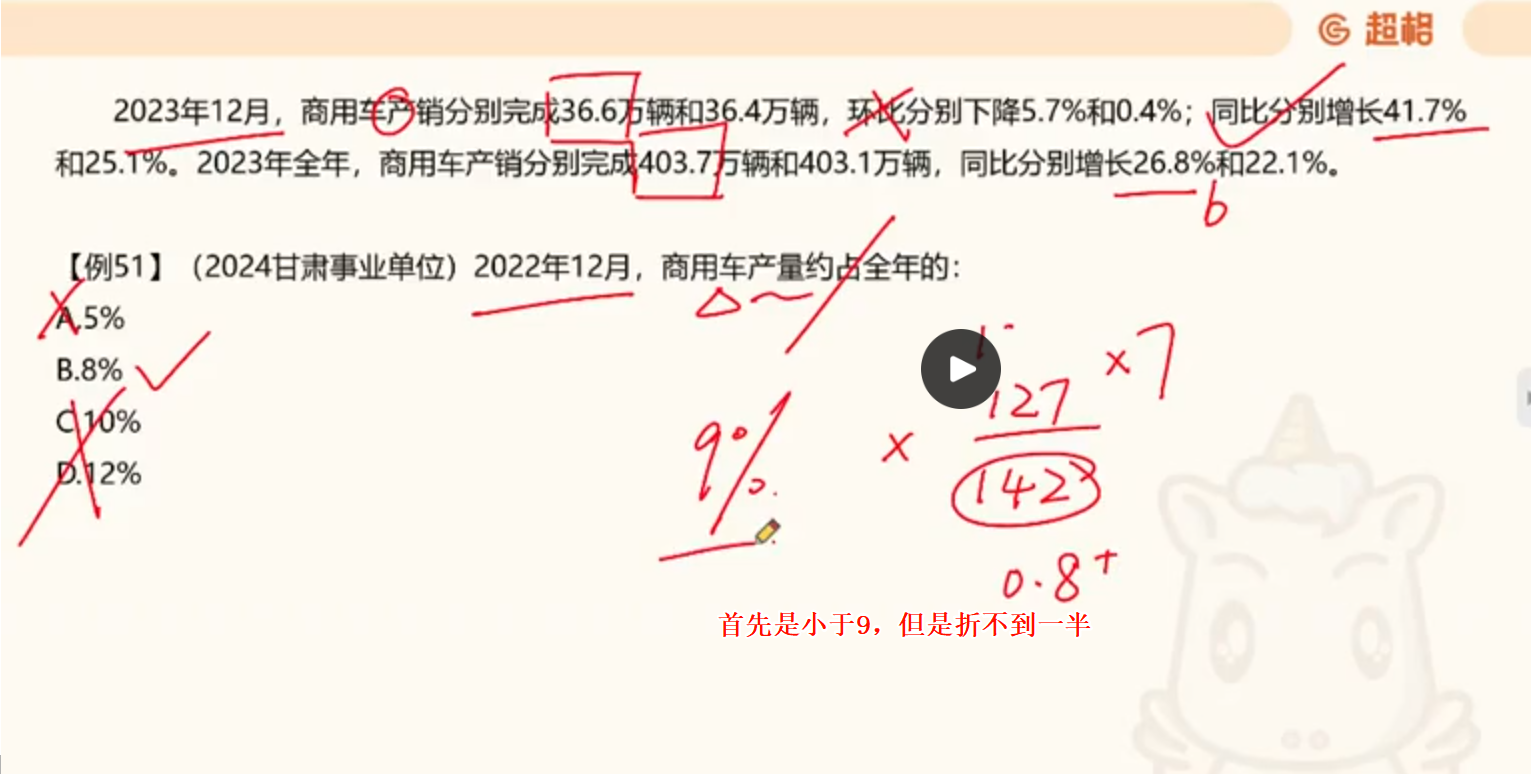 超格
2023年12月，商用车产销分别完成36.6万辆和36.4万辆，环比分别下降5.7%和0.4%；同比分别增长41.7%
和25.1%。2023年全年，商用车产销分别完成403.7万辆和403.1万辆，同比分别增长26.8%和22.1%。
b
【例51】（2024甘肃事业单位）2022年12月，商用车产量约占全年的：
A.5%
B.8%
C.10%
D.12%
9%
×
127
×7
142
0.8+
首先是小于9，但是折不到一半